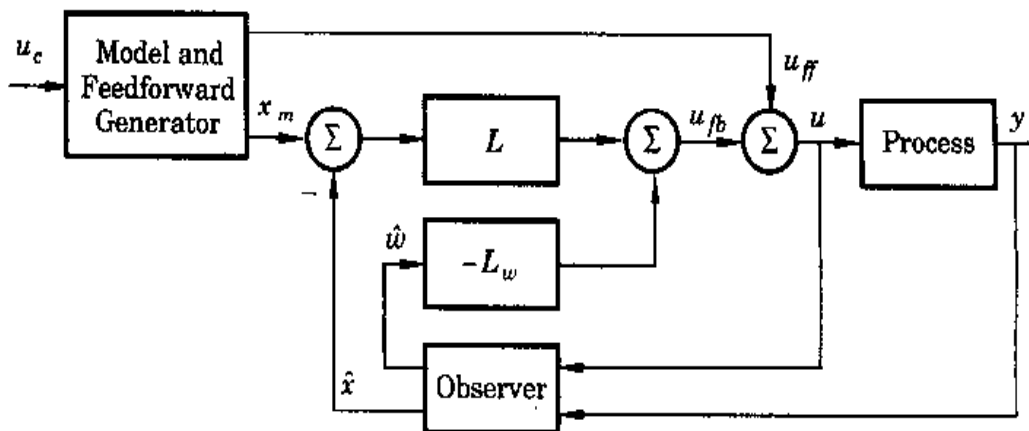 u_c
Model and
Feedforward
Generator
u_ff
x_m
Σ
L
Σ
u_fb
Σ
u
Process
y
−
ŵ
−L_w
x̂
Observer